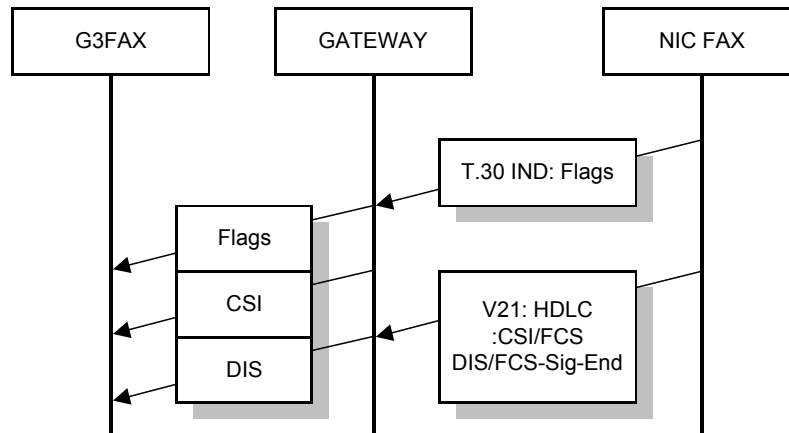 G3FAX
GATEWAY
NIC FAX
T.30 IND: Flags
Flags
CSI
DIS
V21: HDLC
:CSI/FCS
DIS/FCS-Sig-End